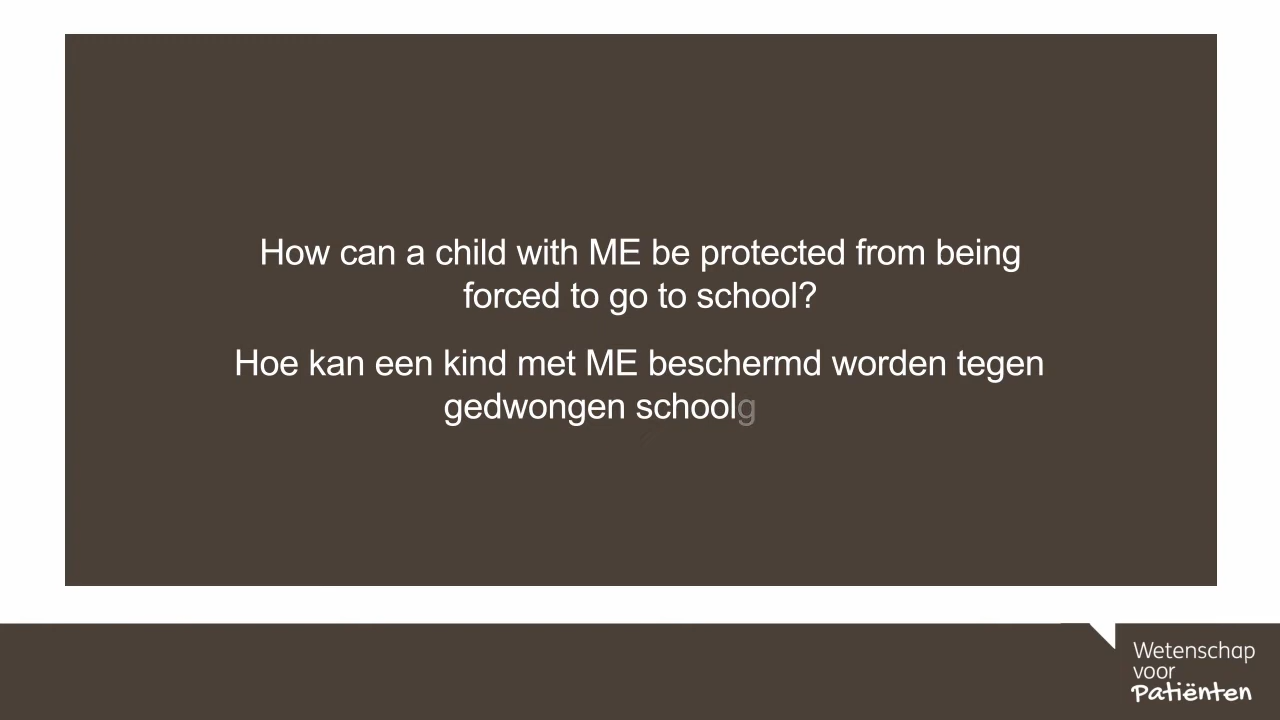 How can a child with ME be protected from being
forced to go to school?
Hoe kan een kind met ME beschermd worden tegen
gedwongen schoolg
Wetenschap
voor
Patiënten